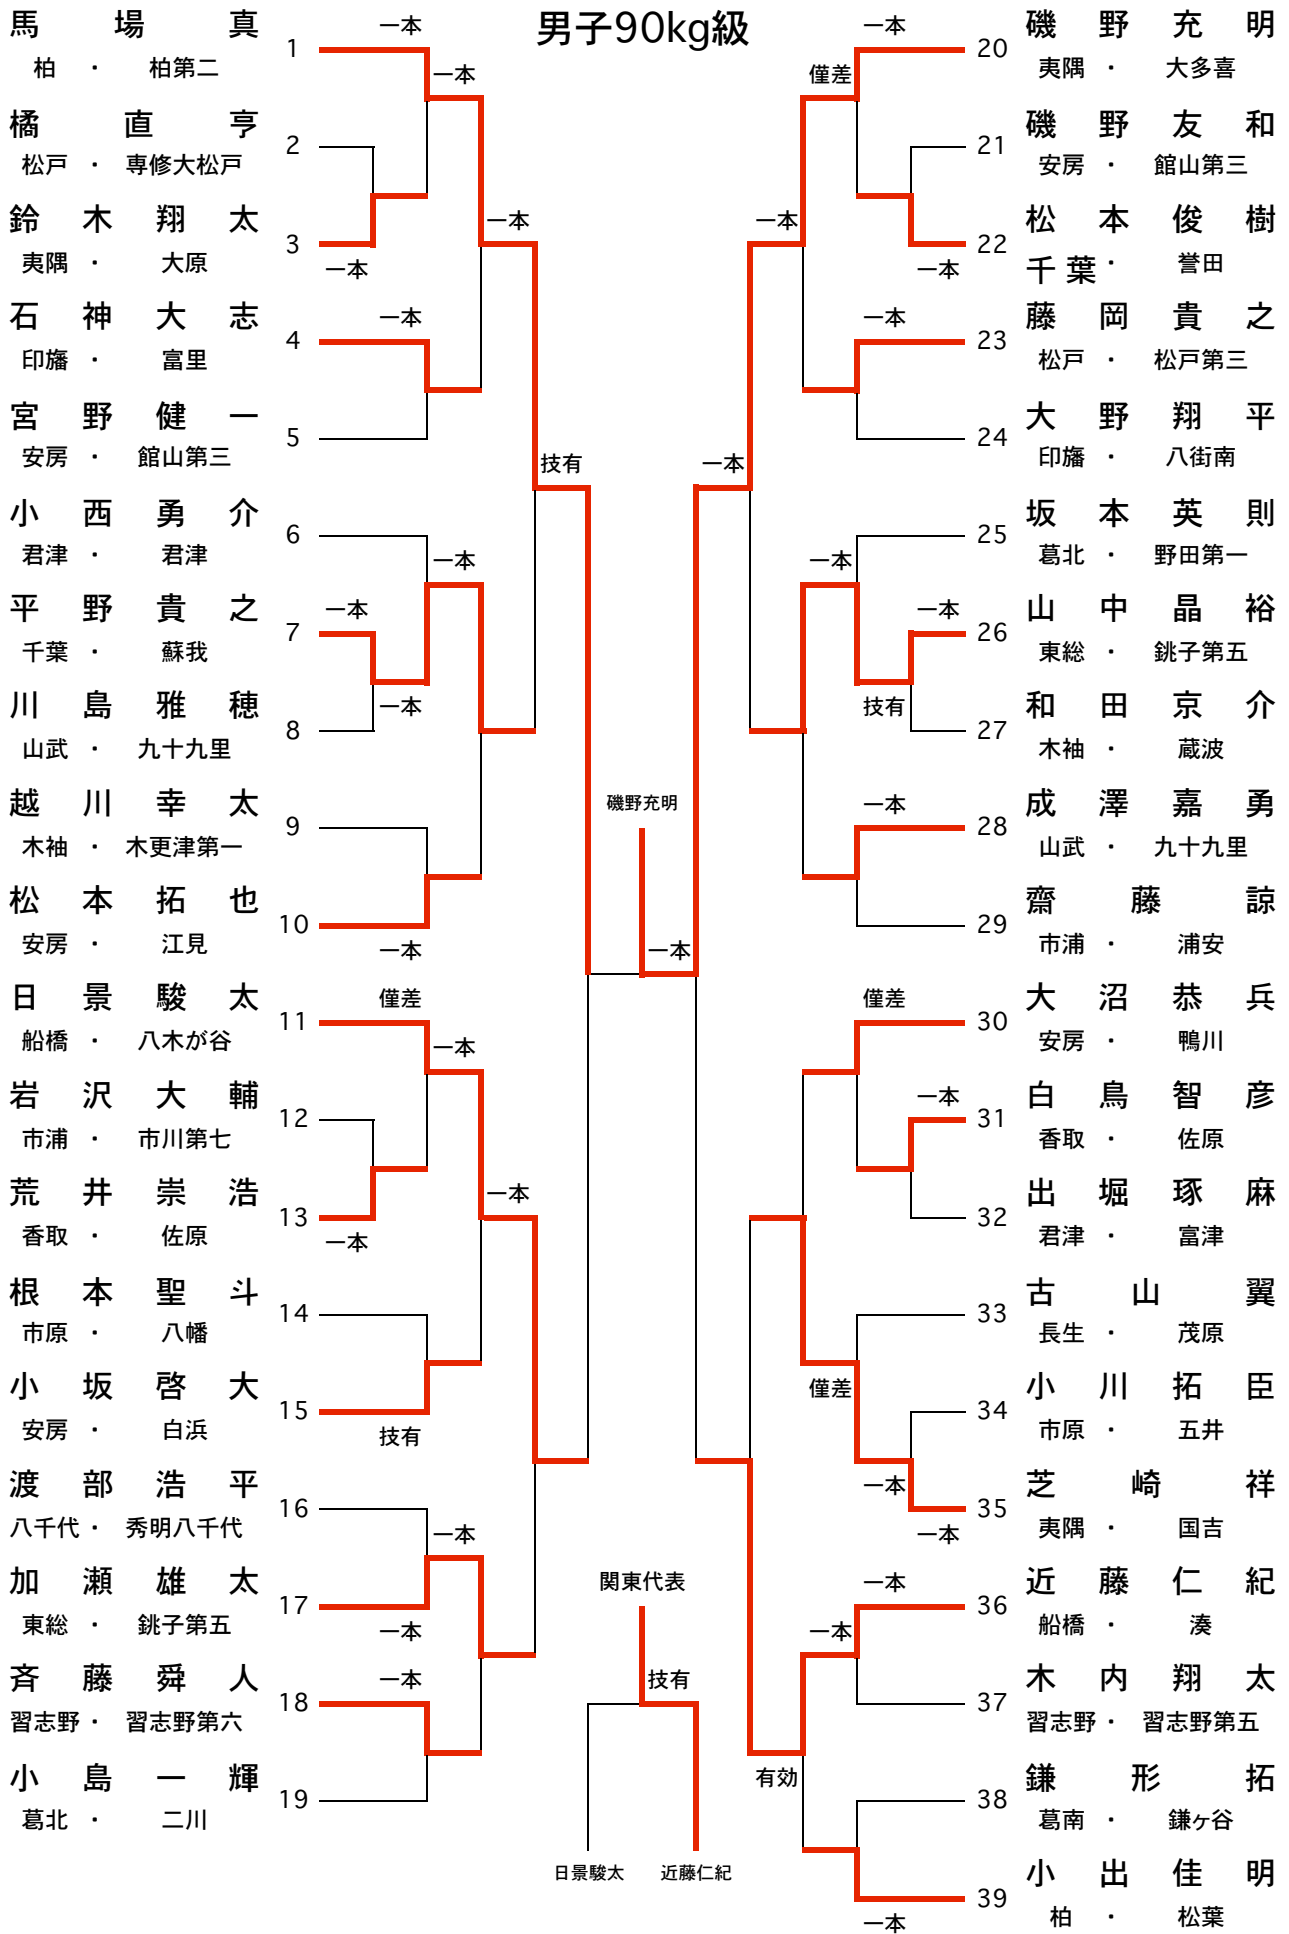 男子90kg級
馬場真
1
柏・柏第二
橘直亨
2
松戸・専修大松戸
鈴木翔太
3
夷隅・大原
石神大志
4
印旛・富里
宮野健一
5
安房・館山第三
小西勇介
6
君津・君津
平野貴之
7
千葉・蘇我
川島雅穂
8
山武・九十九里
越川幸太
9
木袖・木更津第一
松本拓也
10
安房・江見
日景駿太
11
船橋・八木が谷
岩沢大輔
12
市浦・市川第七
荒井崇浩
13
香取・佐原
根本聖斗
14
市原・八幡
小坂啓大
15
安房・白浜
渡部浩平
16
八千代・秀明八千代
加瀬雄太
17
東総・銚子第五
斉藤舜人
18
習志野・習志野第六
小島一輝
19
葛北・二川
一本
一本
一本
一本
一本
技有
一本
一本
一本
一本
僅差
一本
一本
一本
技有
一本
一本
一本
磯野充明
一本
関東代表
技有
日景駿太
近藤仁紀
一本
僅差
一本
一本
一本
一本
一本
一本
技有
一本
僅差
一本
僅差
一本
一本
一本
一本
有効
一本
磯野充明
20
夷隅・大多喜
磯野友和
21
安房・館山第三
松本俊樹
22
千葉・誉田
藤岡貴之
23
松戸・松戸第三
大野翔平
24
印旛・八街南
坂本英則
25
葛北・野田第一
山中晶裕
26
東総・銚子第五
和田京介
27
木袖・蔵波
成澤嘉勇
28
山武・九十九里
齋藤諒
29
市浦・浦安
大沼恭兵
30
安房・鴨川
白鳥智彦
31
香取・佐原
出堀琢麻
32
君津・富津
古山翼
33
長生・茂原
小川拓臣
34
市原・五井
芝崎祥
35
夷隅・国吉
近藤仁紀
36
船橋・湊
木内翔太
37
習志野・習志野第五
鎌形拓
38
葛南・鎌ヶ谷
小出佳明
39
柏・松葉